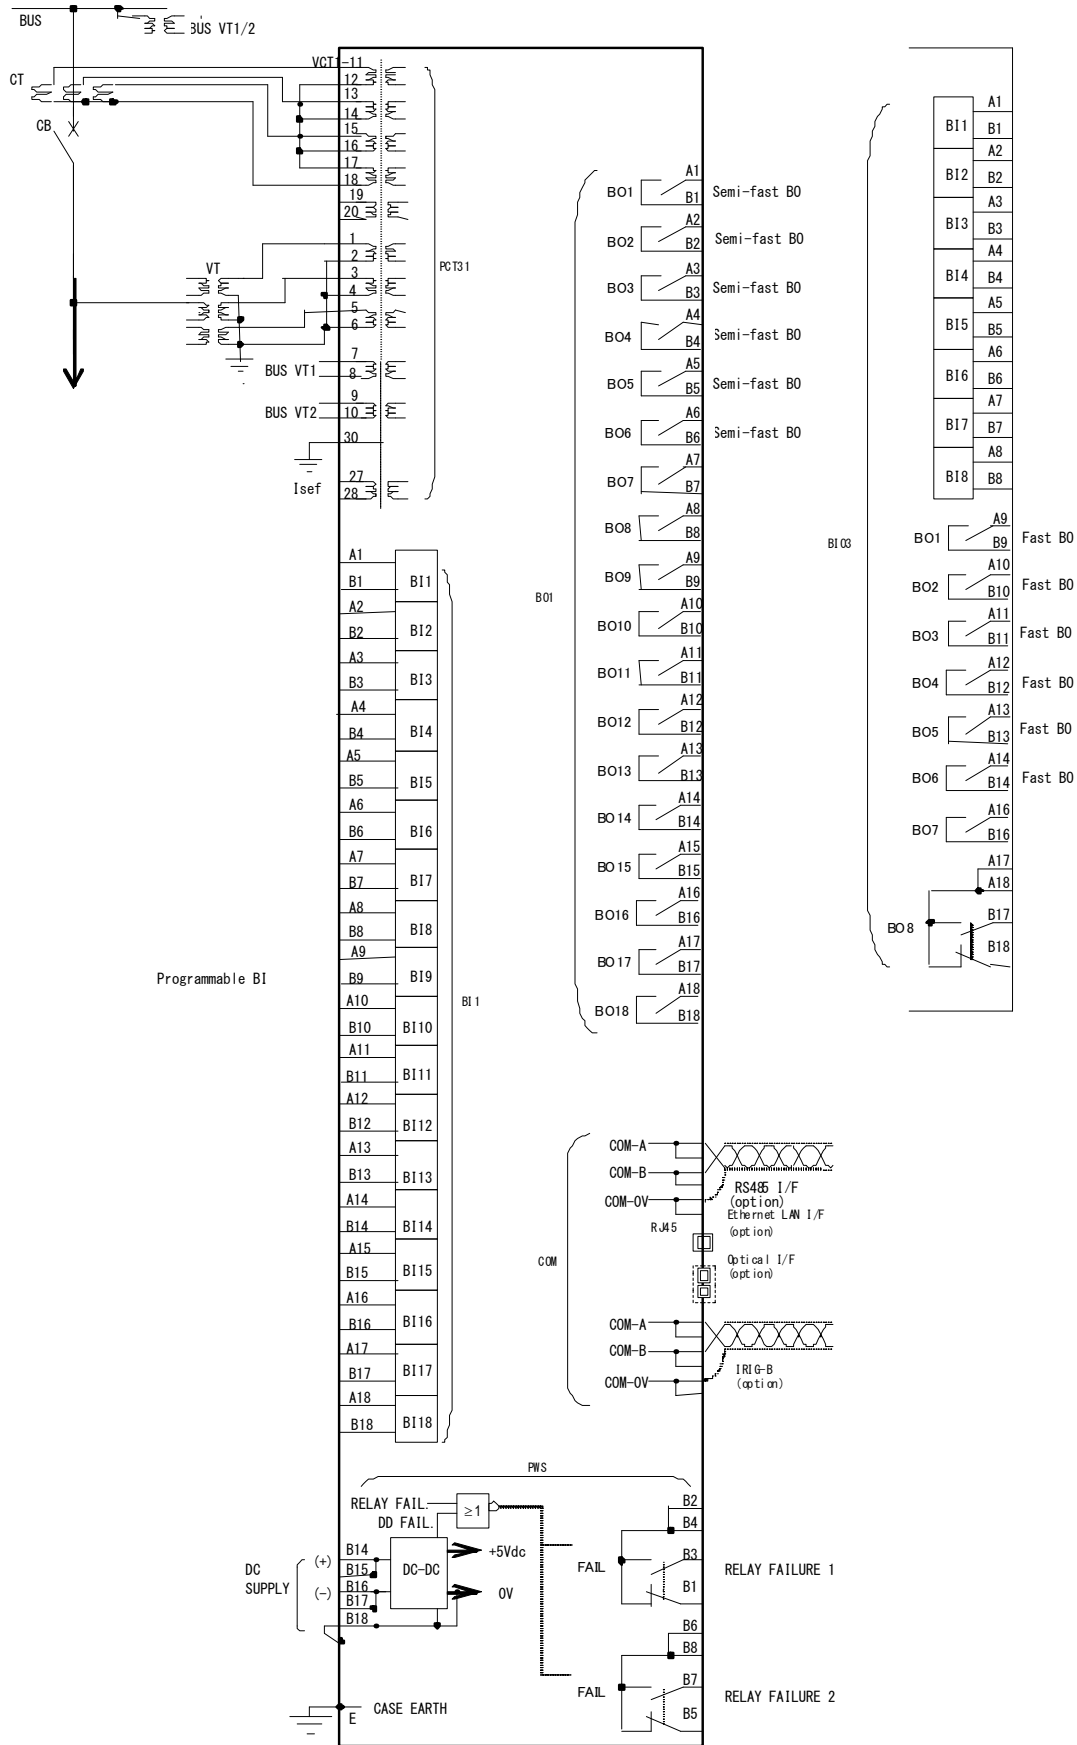 BUS
BUS VT1/2
CT
CB
VCT1-11
12
13
14
15
16
17
18
19
20
VT
1
2
3
4
5
6
7
BUS VT1
8
9
BUS VT2
10
30
Isef
27
28
PCT31
Programmable BI
A1
B1
BI1
A2
B2
BI2
A3
B3
BI3
A4
B4
BI4
A5
B5
BI5
A6
B6
BI6
A7
B7
BI7
A8
B8
BI8
A9
B9
BI9
A10
B10
BI10
A11
B11
BI11
A12
B12
BI12
A13
B13
BI13
A14
B14
BI14
A15
B15
BI15
A16
B16
BI16
A17
B17
BI17
A18
B18
BI18
BI1
BO1
BO1
A1
B1
Semi-fast BO
BO2
A2
B2
Semi-fast BO
BO3
A3
B3
Semi-fast BO
BO4
A4
B4
Semi-fast BO
BO5
A5
B5
Semi-fast BO
BO6
A6
B6
Semi-fast BO
BO7
A7
B7
BO8
A8
B8
BO9
A9
B9
BO10
A10
B10
BO11
A11
B11
BO12
A12
B12
BO13
A13
B13
BO14
A14
B14
BO15
A15
B15
BO16
A16
B16
BO17
A17
B17
BO18
A18
B18
BIO3
BI1
A1
B1
BI2
A2
B2
BI3
A3
B3
BI4
A4
B4
BI5
A5
B5
BI6
A6
B6
BI7
A7
B7
BI8
A8
B8
BO1
A9
B9
Fast BO
BO2
A10
B10
Fast BO
BO3
A11
B11
Fast BO
BO4
A12
B12
Fast BO
BO5
A13
B13
Fast BO
BO6
A14
B14
Fast BO
BO7
A16
B16
BO8
A17
A18
B17
B18
COM
COM-A
COM-B
COM-0V
RS485 I/F
(option)
RJ45
Ethernet LAN I/F
(option)
Optical I/F
(option)
COM-A
COM-B
COM-0V
IRIG-B
(option)
PWS
RELAY FAIL.
DD FAIL.
≥1
DC
SUPPLY
(+)
(-)
B14
B15
B16
B17
B18
DC-DC
+5Vdc
0V
FAIL
B2
B4
B3
B1
RELAY FAILURE 1
FAIL
B6
B8
B7
B5
RELAY FAILURE 2
E
CASE EARTH